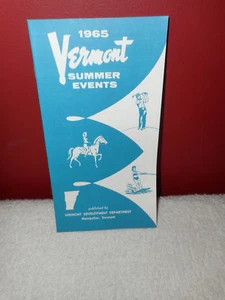 1965
Vermont
SUMMER
EVENTS
published by
VERMONT DEVELOPMENT DEPARTMENT
Montpelier, Vermont